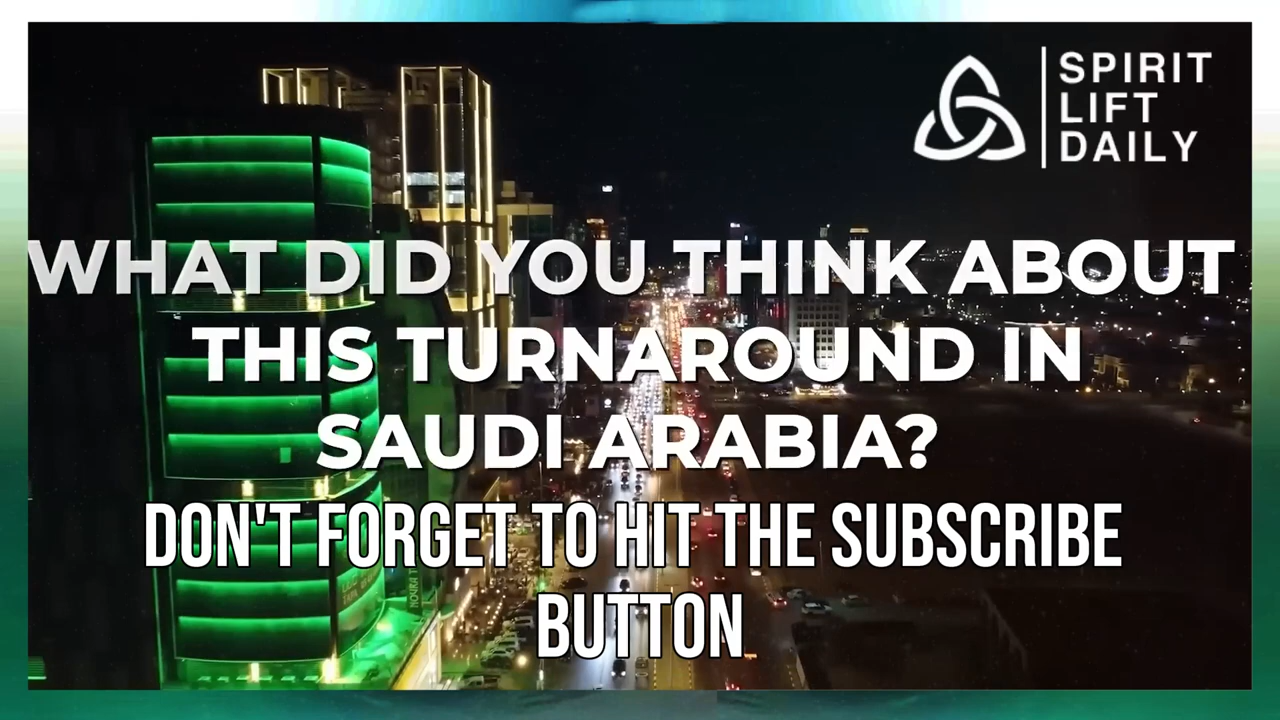 SPIRIT
LIFT
DAILY
WHAT DID YOU THINK ABOUT
THIS TURNAROUND IN
SAUDI ARABIA?
DON'T FORGET TO HIT THE SUBSCRIBE
BUTTON